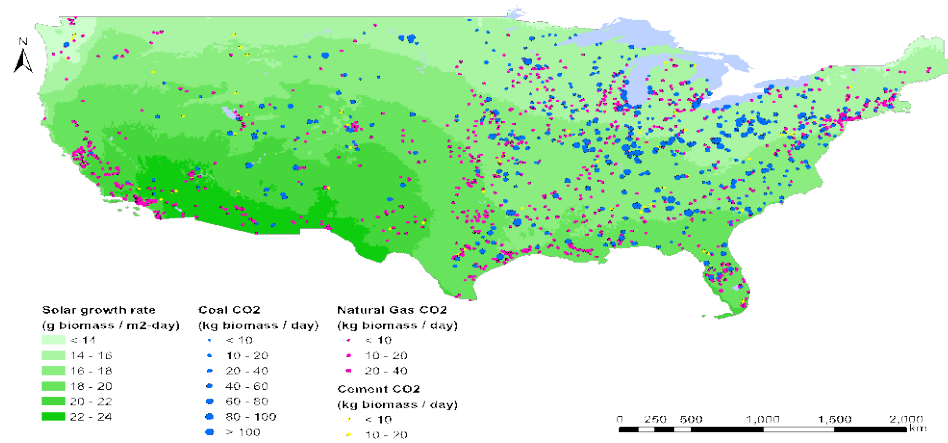 N
Solar growth rate
(g biomass / m2-day)
< 14
14 - 16
16 - 18
18 - 20
20 - 22
22 - 24
Coal CO2
(kg biomass / day)
< 10
10 - 20
20 - 40
40 - 60
60 - 80
80 - 100
> 100
Natural Gas CO2
(kg biomass / day)
< 10
10 - 20
20 - 40
Cement CO2
(kg biomass / day)
< 10
10 - 20
0 250 500 1,000 1,500 2,000
km